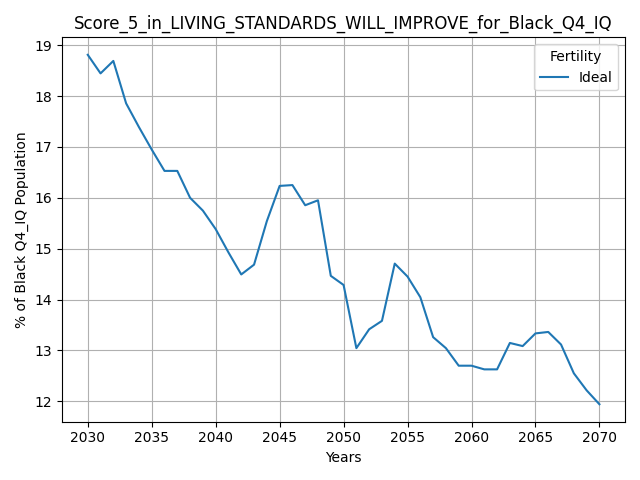 Score_5_in_LIVING_STANDARDS_WILL_IMPROVE_for_Black_Q4_IQ
Fertility
Ideal
% of Black Q4_IQ Population
19
18
17
16
15
14
13
12
2030 2035 2040 2045 2050 2055 2060 2065 2070
Years